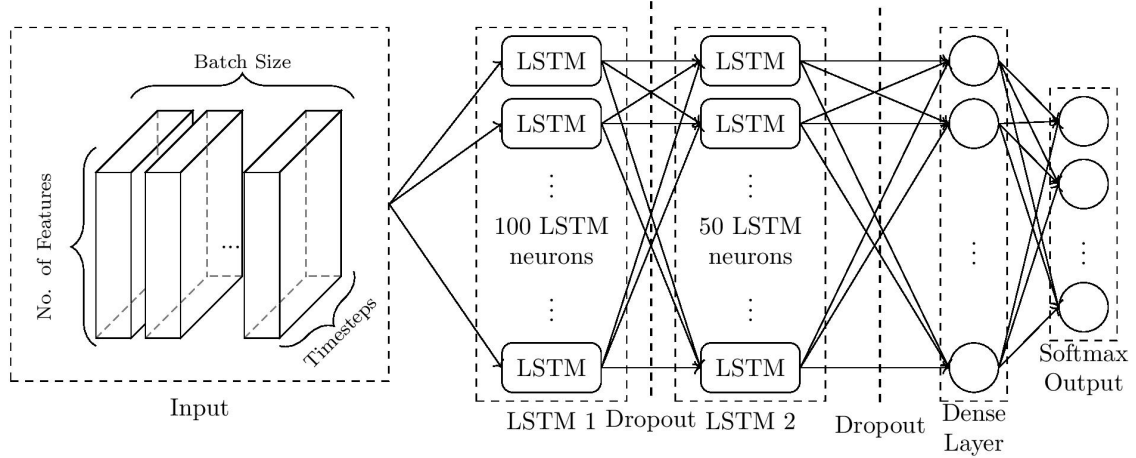 Batch Size
No. of Features
...
Timesteps
Input
LSTM
LSTM
100 LSTM
neurons
LSTM
LSTM 1
Dropout
LSTM
LSTM
50 LSTM
neurons
LSTM
LSTM 2
Dropout
Dense
Layer
Softmax
Output